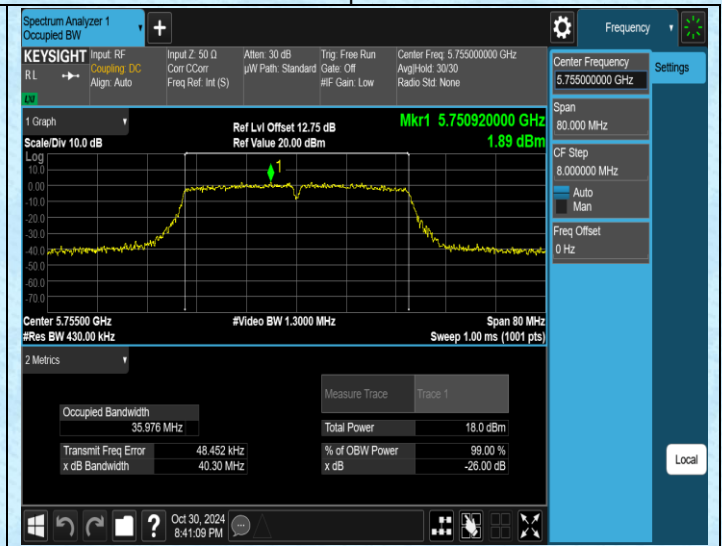 Spectrum Analyzer 1
Occupied BW
+
Frequency
KEYSIGHT
R L
Input: RF
Coupling: DC
Align: Auto
Input Z: 50 Ω
Corr CCorr
Freq Ref: Int (S)
Atten: 30 dB
µW Path: Standard
Trig: Free Run
Gate: Off
#IF Gain: Low
Center Freq: 5.755000000 GHz
Avg|Hold: 30/30
Radio Std: None
Center Frequency
5.755000000 GHz
Settings
Span
80.000 MHz
CF Step
8.000000 MHz
Auto
Man
Freq Offset
0 Hz
1 Graph
Ref Lvl Offset 12.75 dB
Mkr1 5.750920000 GHz
Scale/Div 10.0 dB
Ref Value 20.00 dBm
1.89 dBm
Log
1
10.0
0.00
-10.0
-20.0
-30.0
-40.0
-50.0
-60.0
-70.0
Center 5.75500 GHz
#Video BW 1.3000 MHz
Span 80 MHz
#Res BW 430.00 kHz
Sweep 1.00 ms (1001 pts)
2 Metrics
Measure Trace
Trace 1
Occupied Bandwidth
35.976 MHz
Total Power
18.0 dBm
Transmit Freq Error
48.452 kHz
% of OBW Power
99.00 %
x dB Bandwidth
40.30 MHz
x dB
-26.00 dB
Local
?
Oct 30, 2024
8:41:09 PM